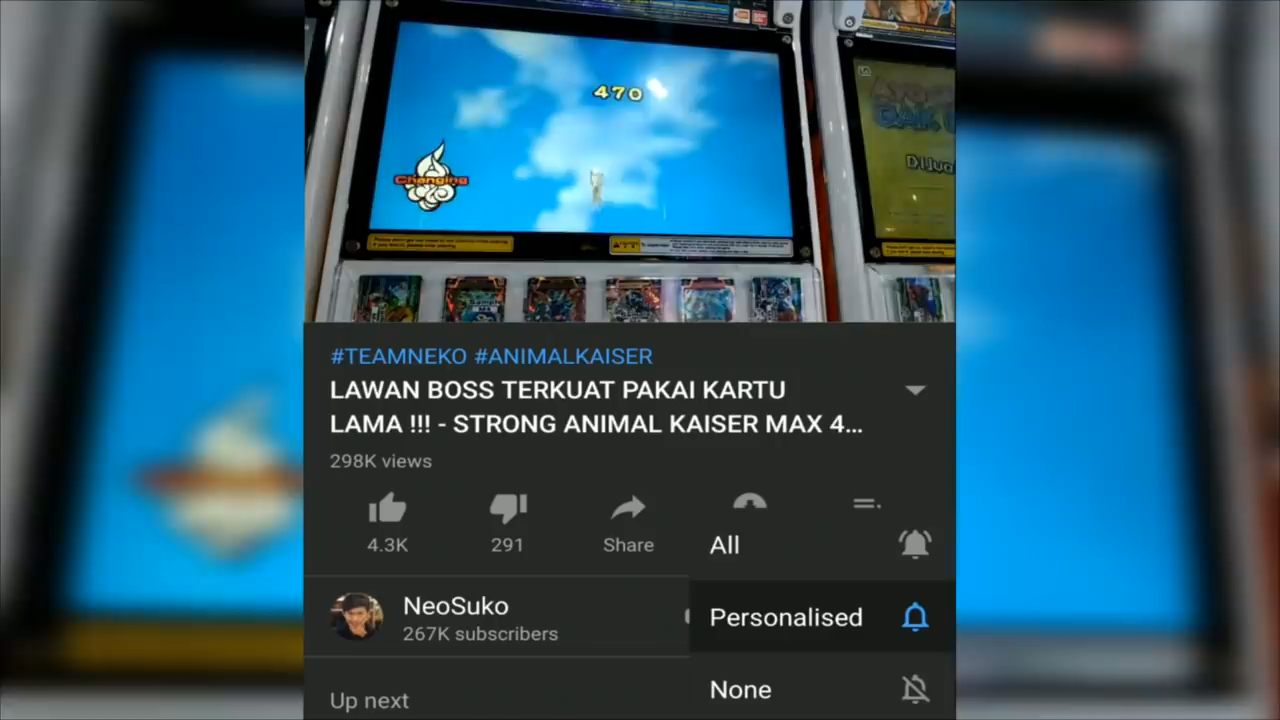 470
Changing
#TEAMNEKO #ANIMALKAISER
LAWAN BOSS TERKUAT PAKAI KARTU
LAMA !!! - STRONG ANIMAL KAISER MAX 4...
298K views
4.3K
291
Share
All
NeoSuko
267K subscribers
Personalised
None
Up next